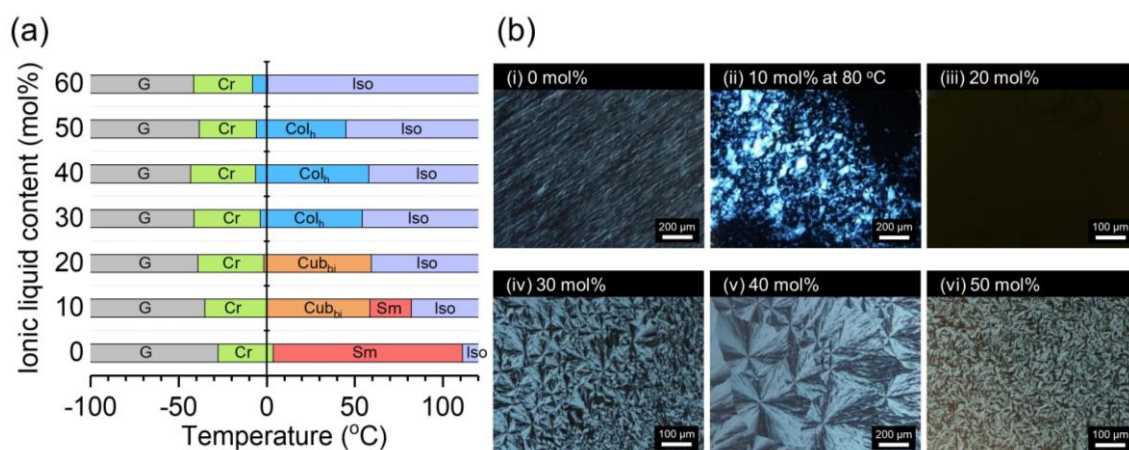 (a)
Ionic liquid content (mol%)
60 G Cr Iso
50 G Cr Colh Iso
40 G Cr Colh Iso
30 G Cr Colh Iso
20 G Cr Cubbi Iso
10 G Cr Cubbi Sm Iso
0 G Cr Sm Iso
-100 -50 0 50 100
Temperature (°C)
(b)
(i) 0 mol%
200 µm
(ii) 10 mol% at 80 °C
200 µm
(iii) 20 mol%
100 µm
(iv) 30 mol%
100 µm
(v) 40 mol%
200 µm
(vi) 50 mol%
100 µm